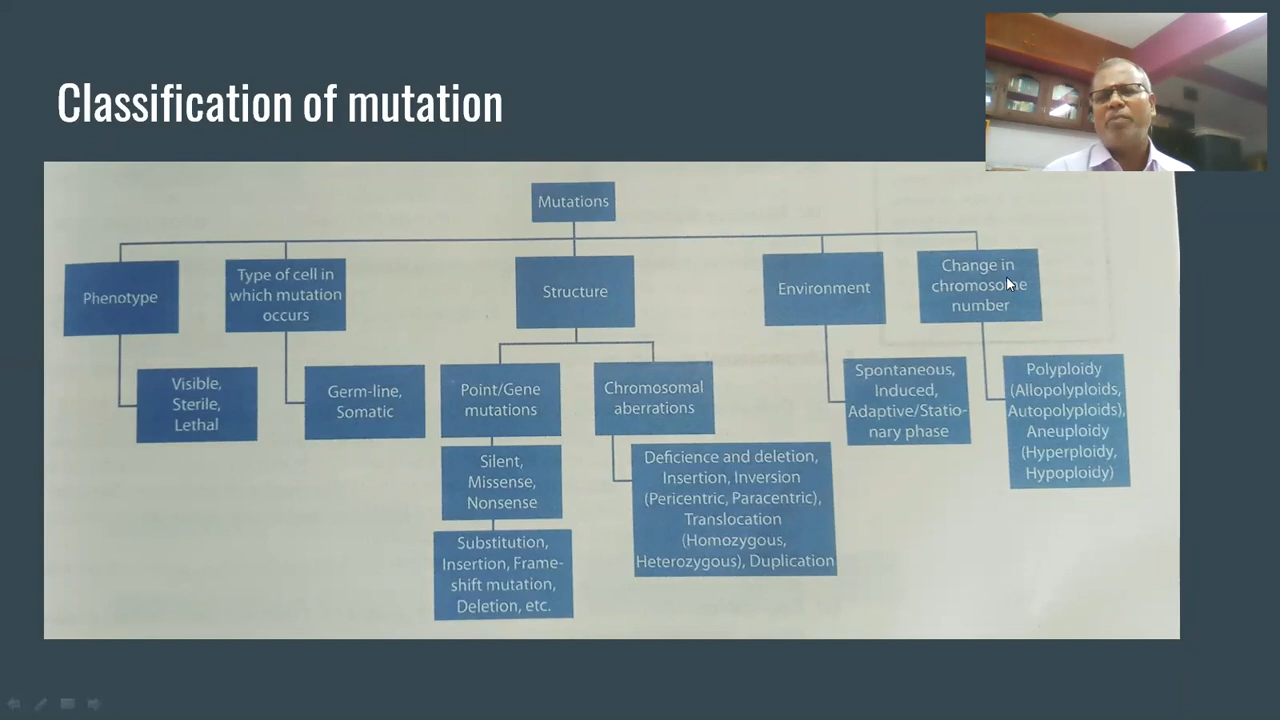 Classification of mutation
Mutations
Phenotype
Type of cell in
which mutation
occurs
Structure
Environment
Change in
chromosome
number
Visible,
Sterile,
Lethal
Germ-line,
Somatic
Point/Gene
mutations
Chromosomal
aberrations
Spontaneous,
Induced,
Adaptive/Statio-
nary phase
Polyploidy
(Allopolyploids,
Autopolyploids),
Aneuploidy
(Hyperploidy,
Hypoploidy)
Silent,
Missense,
Nonsense
Deficience and deletion,
Insertion, Inversion
(Pericentric, Paracentric),
Translocation
(Homozygous,
Heterozygous), Duplication
Substitution,
Insertion, Frame-
shift mutation,
Deletion, etc.